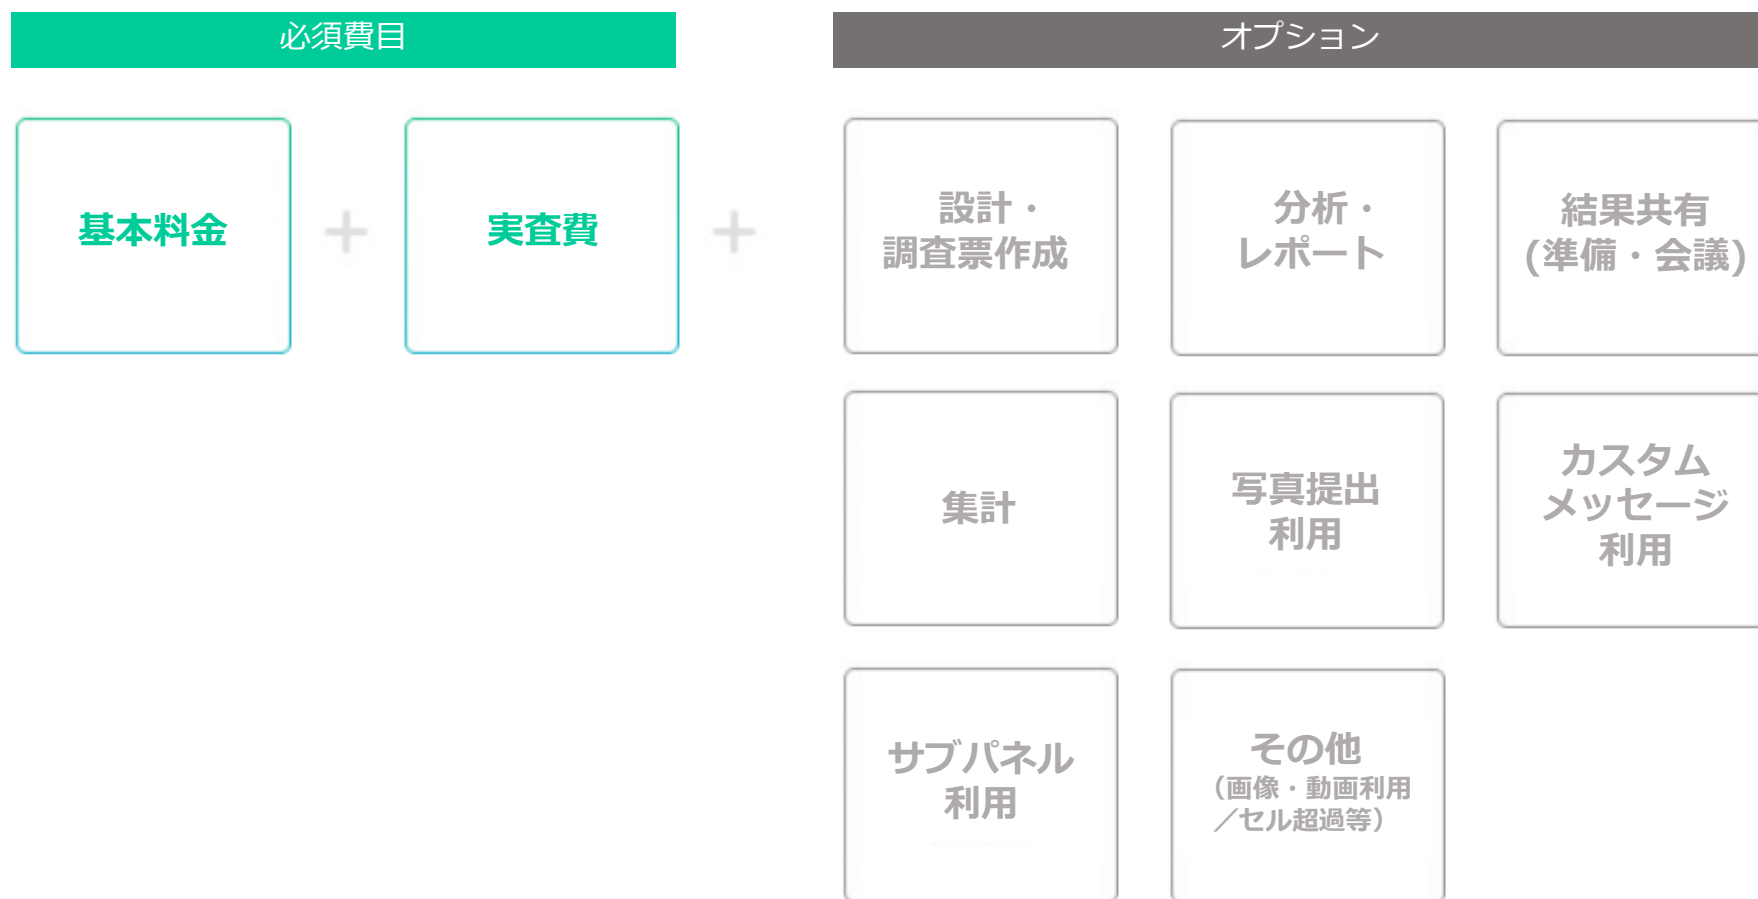 必須費目
オプション
基本料金
+
実査費
+
設計・
調査票作成
分析・
レポート
結果共有
(準備・会議)
集計
写真提出
利用
カスタム
メッセージ
利用
サブパネル
利用
その他
（画像・動画利用
／セル超過等）